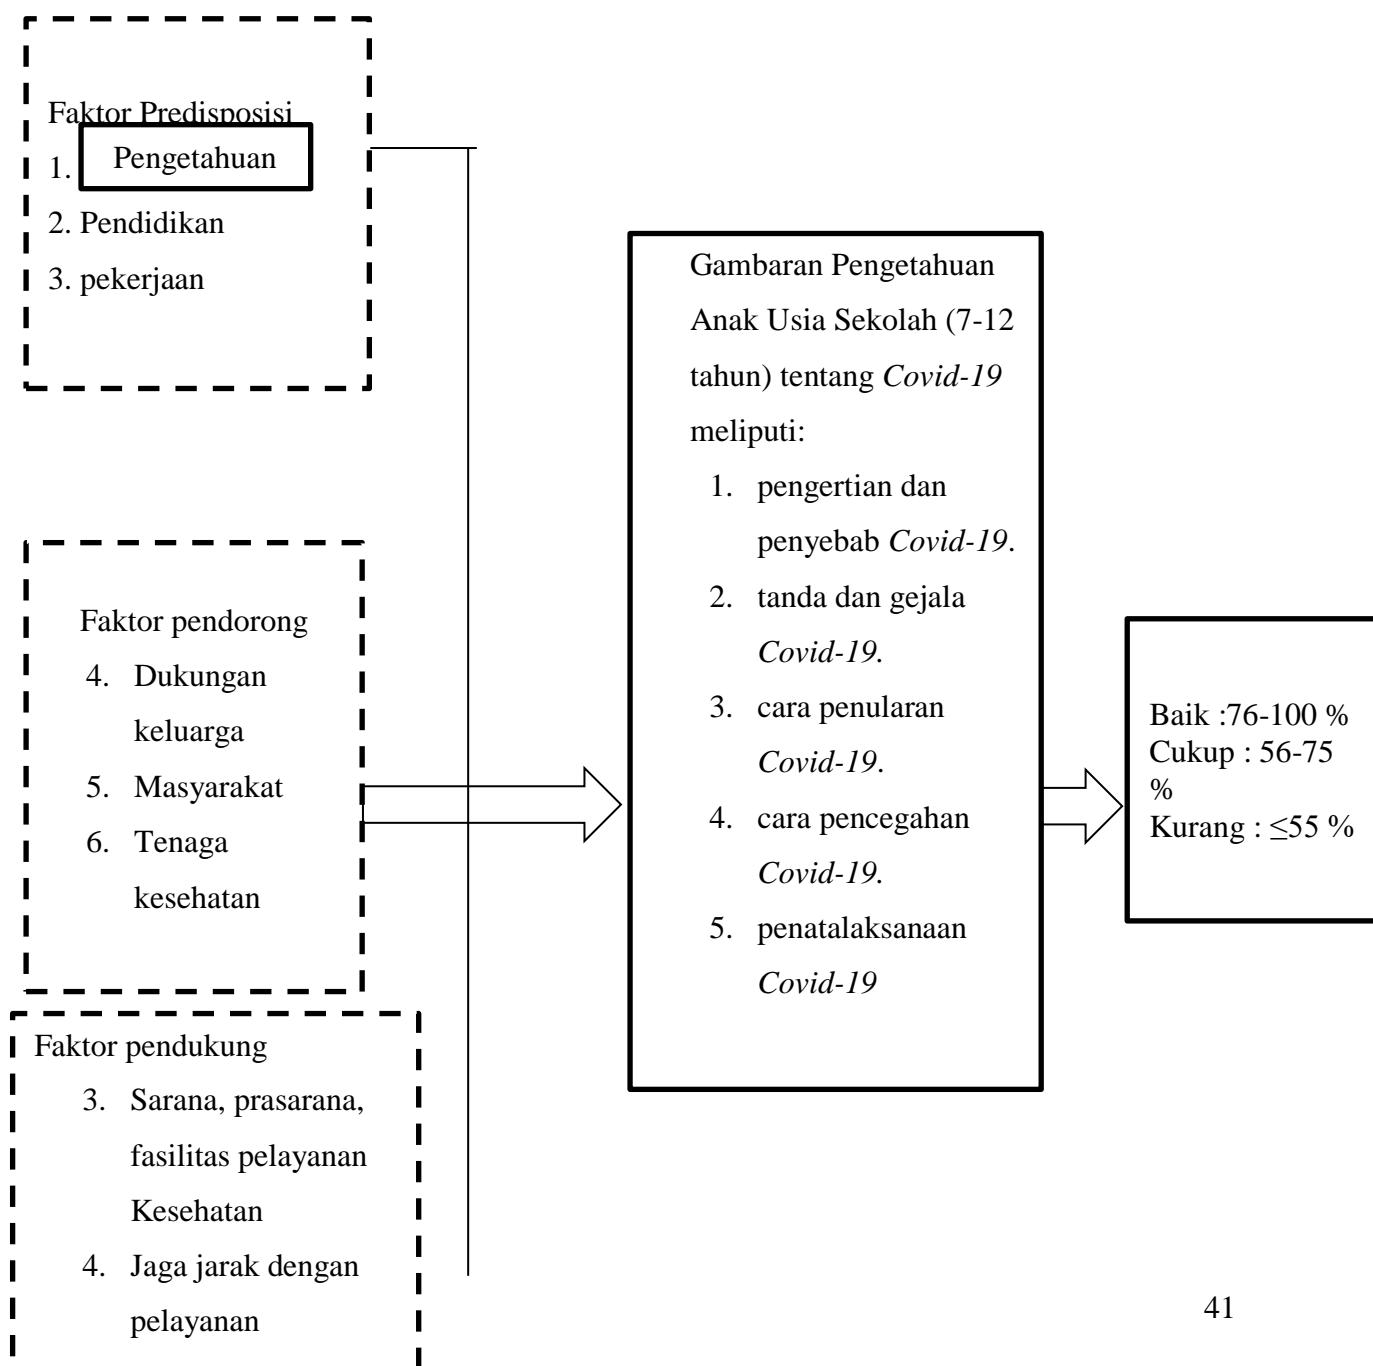 Faktor Predisposisi
1. Pengetahuan
2. Pendidikan
3. pekerjaan
Faktor pendorong
4. Dukungan
keluarga
5. Masyarakat
6. Tenaga
kesehatan
Faktor pendukung
3. Sarana, prasarana,
fasilitas pelayanan
Kesehatan
4. Jaga jarak dengan
pelayanan
Gambaran Pengetahuan
Anak Usia Sekolah (7-12
tahun) tentang Covid-19
meliputi:
1. pengertian dan
penyebab Covid-19.
2. tanda dan gejala
Covid-19.
3. cara penularan
Covid-19.
4. cara pencegahan
Covid-19.
5. penatalaksanaan
Covid-19
Baik :76-100 %
Cukup : 56-75
%
Kurang : ≤55 %
41